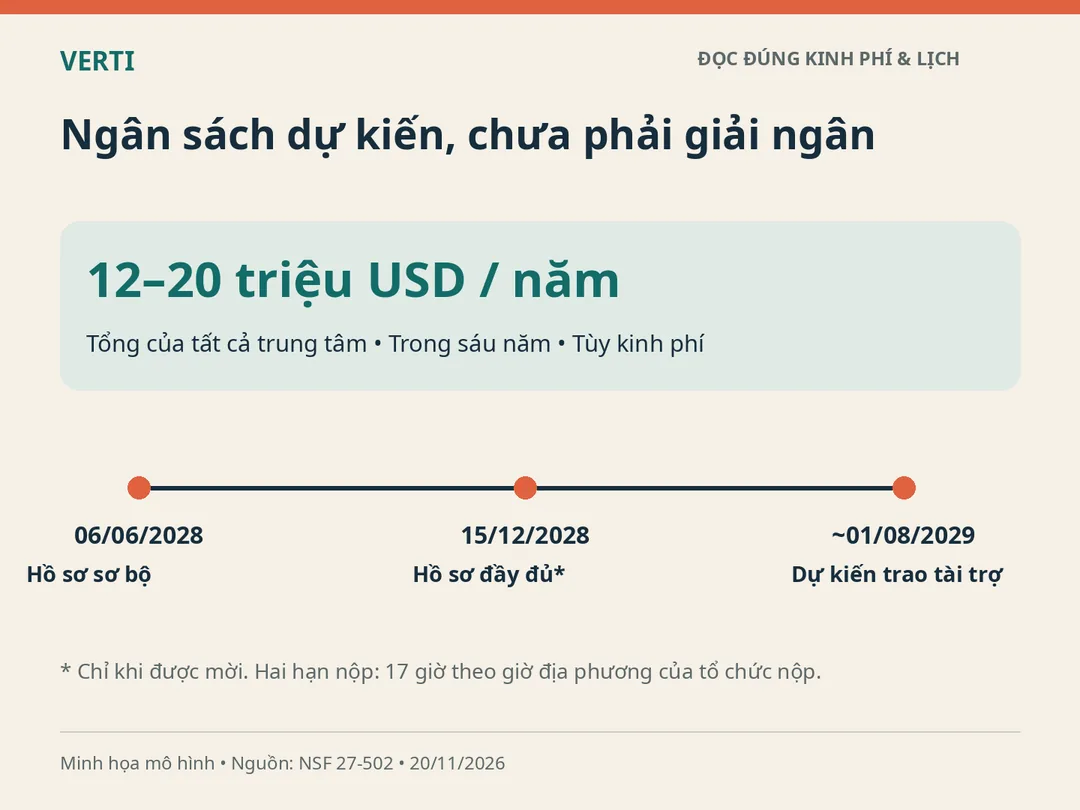 VERTI
ĐỌC ĐÚNG KINH PHÍ & LỊCH
Ngân sách dự kiến, chưa phải giải ngân
12–20 triệu USD / năm
Tổng của tất cả trung tâm • Trong sáu năm • Tùy kinh phí
06/06/2028
Hồ sơ sơ bộ
15/12/2028
Hồ sơ đầy đủ*
~01/08/2029
Dự kiến trao tài trợ
* Chỉ khi được mời. Hai hạn nộp: 17 giờ theo giờ địa phương của tổ chức nộp.
Minh họa mô hình • Nguồn: NSF 27-502 • 20/11/2026